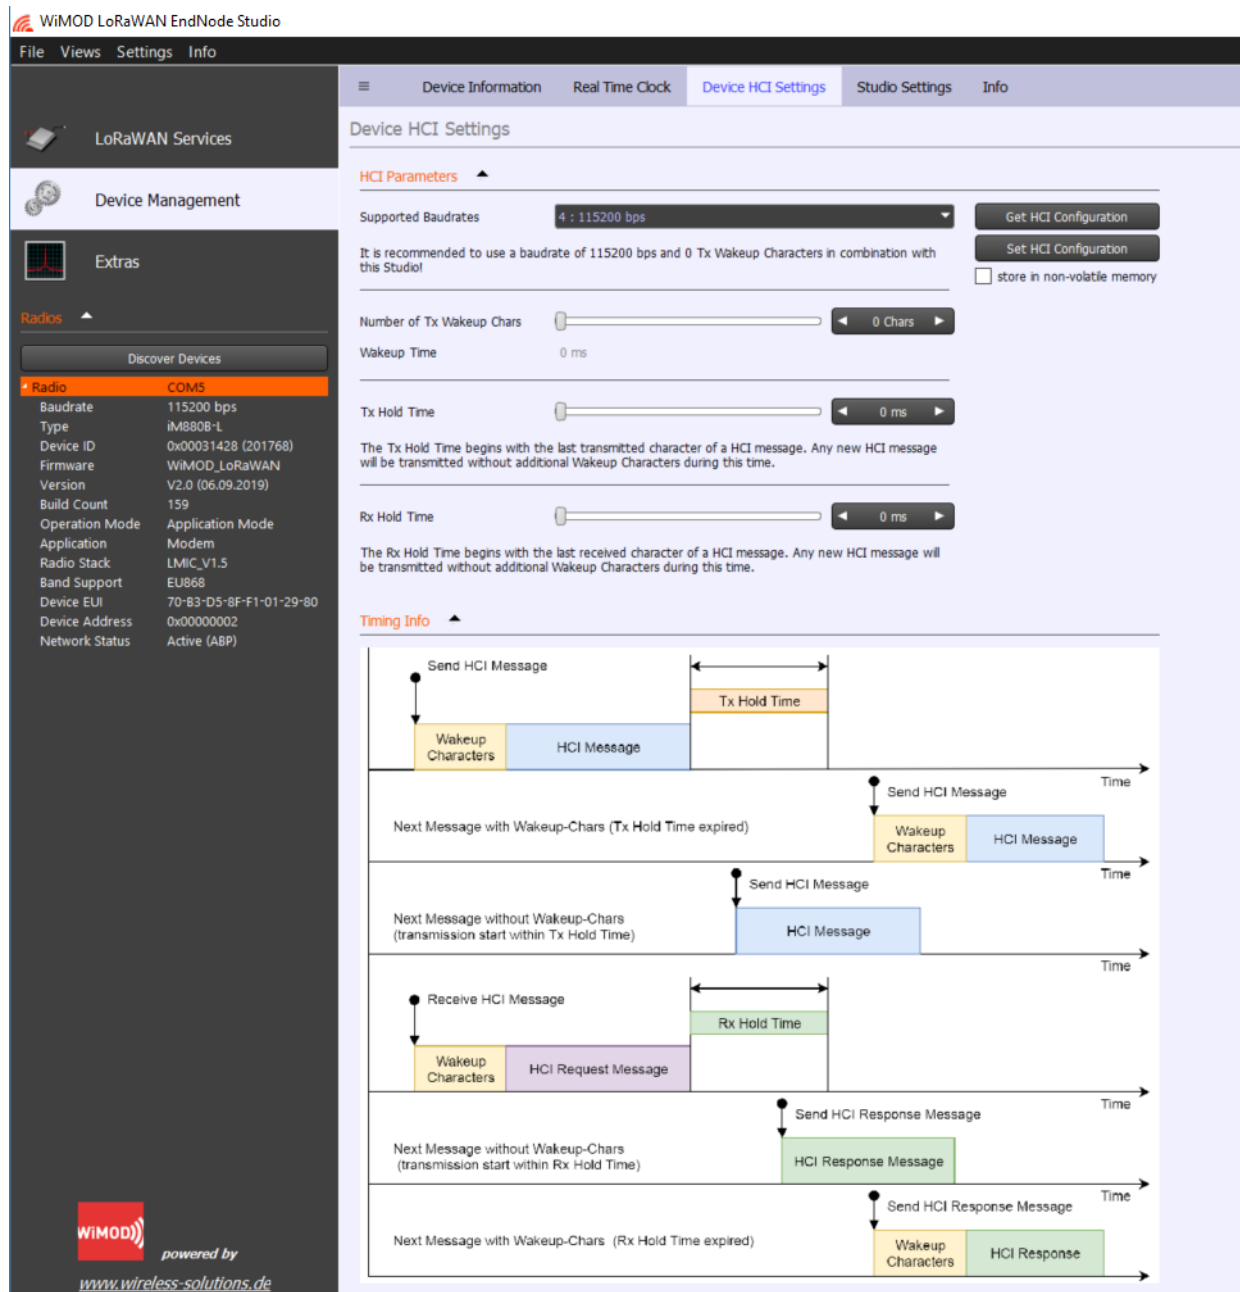 WiMOD LoRaWAN EndNode Studio
File Views Settings Info
Device Information Real Time Clock Device HCI Settings Studio Settings Info
LoRaWAN Services
Device Management
Extras
Radios
Discover Devices
Radio COM5
Baudrate 115200 bps
Type iM880B-L
Device ID 0x00031428 (201768)
Firmware WiMOD_LoRaWAN
Version V2.0 (06.09.2019)
Build Count 159
Operation Mode Application Mode
Application Modem
Radio Stack LMIC_V1.5
Band Support EU868
Device EUI 70-B3-D5-8F-F1-01-29-80
Device Address 0x00000002
Network Status Active (ABP)
WiMOD
powered by
www.wireless-solutions.de
Device HCI Settings
HCI Parameters
Supported Baudrates 4 : 115200 bps Get HCI Configuration
Set HCI Configuration
store in non-volatile memory
It is recommended to use a baudrate of 115200 bps and 0 Tx Wakeup Characters in combination with
this Studio!
Number of Tx Wakeup Chars 0 Chars
Wakeup Time 0 ms
Tx Hold Time 0 ms
The Tx Hold Time begins with the last transmitted character of a HCI message. Any new HCI message
will be transmitted without additional Wakeup Characters during this time.
Rx Hold Time 0 ms
The Rx Hold Time begins with the last received character of a HCI message. Any new HCI message will
be transmitted without additional Wakeup Characters during this time.
Timing Info
Send HCI Message
Tx Hold Time
Wakeup
Characters
HCI Message
Time
Send HCI Message
Next Message with Wakeup-Chars (Tx Hold Time expired)
Wakeup
Characters
HCI Message
Time
Send HCI Message
Next Message without Wakeup-Chars
(transmission start within Tx Hold Time)
HCI Message
Time
Receive HCI Message
Rx Hold Time
Wakeup
Characters
HCI Request Message
Time
Send HCI Response Message
Next Message without Wakeup-Chars
(transmission start within Rx Hold Time)
HCI Response Message
Time
Send HCI Response Message
Next Message with Wakeup-Chars (Rx Hold Time expired)
Wakeup
Characters
HCI Response